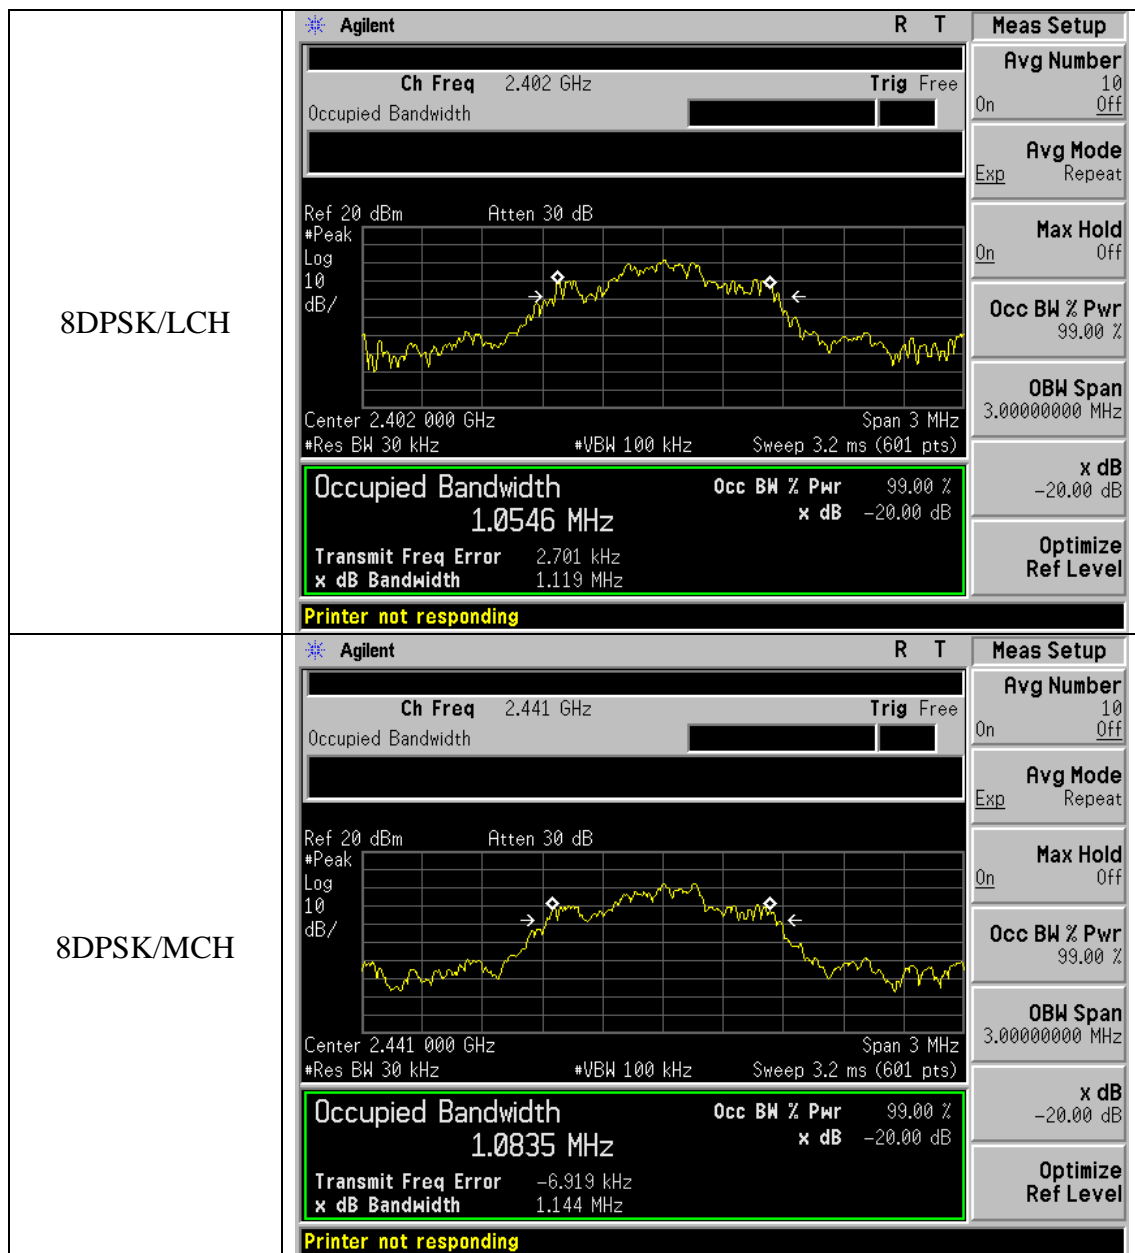 8DPSK/LCH
Agilent R T Meas Setup
Ch Freq 2.402 GHz Trig Free
Occupied Bandwidth
Avg Number
10
On Off
Avg Mode
Exp Repeat
Max Hold
On Off
Occ BW % Pwr
99.00 %
OBW Span
3.00000000 MHz
x dB
-20.00 dB
Optimize
Ref Level
Ref 20 dBm Atten 30 dB
#Peak
Log
10
dB/
Center 2.402 000 GHz Span 3 MHz
#Res BW 30 kHz #VBW 100 kHz Sweep 3.2 ms (601 pts)
Occupied Bandwidth Occ BW % Pwr 99.00 %
1.0546 MHz x dB -20.00 dB
Transmit Freq Error 2.701 kHz
x dB Bandwidth 1.119 MHz
Printer not responding
8DPSK/MCH
Agilent R T Meas Setup
Ch Freq 2.441 GHz Trig Free
Occupied Bandwidth
Avg Number
10
On Off
Avg Mode
Exp Repeat
Max Hold
On Off
Occ BW % Pwr
99.00 %
OBW Span
3.00000000 MHz
x dB
-20.00 dB
Optimize
Ref Level
Ref 20 dBm Atten 30 dB
#Peak
Log
10
dB/
Center 2.441 000 GHz Span 3 MHz
#Res BW 30 kHz #VBW 100 kHz Sweep 3.2 ms (601 pts)
Occupied Bandwidth Occ BW % Pwr 99.00 %
1.0835 MHz x dB -20.00 dB
Transmit Freq Error -6.919 kHz
x dB Bandwidth 1.144 MHz
Printer not responding